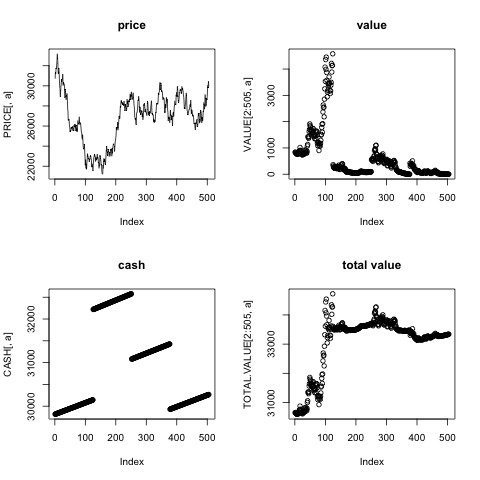 price
PRICE[, a]
22000 26000 30000
0 100 200 300 400 500
Index
value
VALUE[2:505, a]
0 1000 3000
0 100 200 300 400 500
Index
cash
CASH[, a]
30000 31000 32000
0 100 200 300 400 500
Index
total value
TOTAL.VALUE[2:505, a]
31000 33000
0 100 200 300 400 500
Index